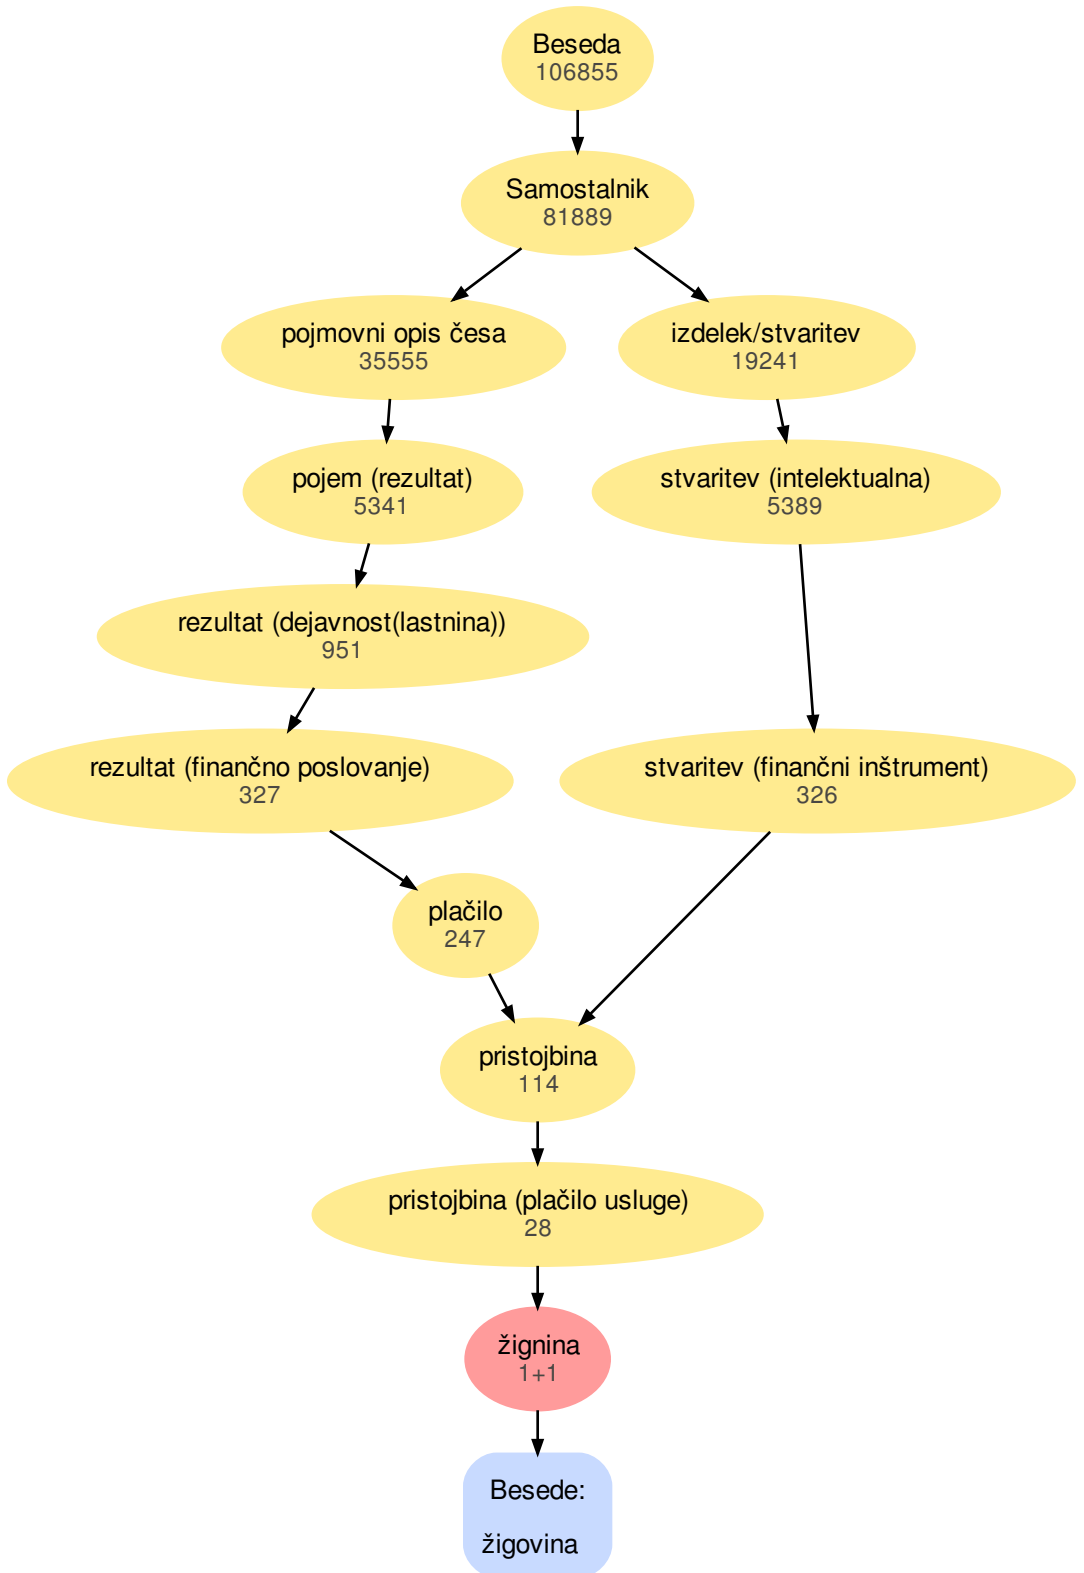 Beseda
106855
Samostalnik
81889
pojmovni opis česa
35555
izdelek/stvaritev
19241
pojem (rezultat)
5341
stvaritev (intelektualna)
5389
rezultat (dejavnost(lastnina))
951
rezultat (finančno poslovanje)
327
stvaritev (finančni inštrument)
326
plačilo
247
pristojbina
114
pristojbina (plačilo usluge)
28
žignina
1+1
Besede:
žigovina